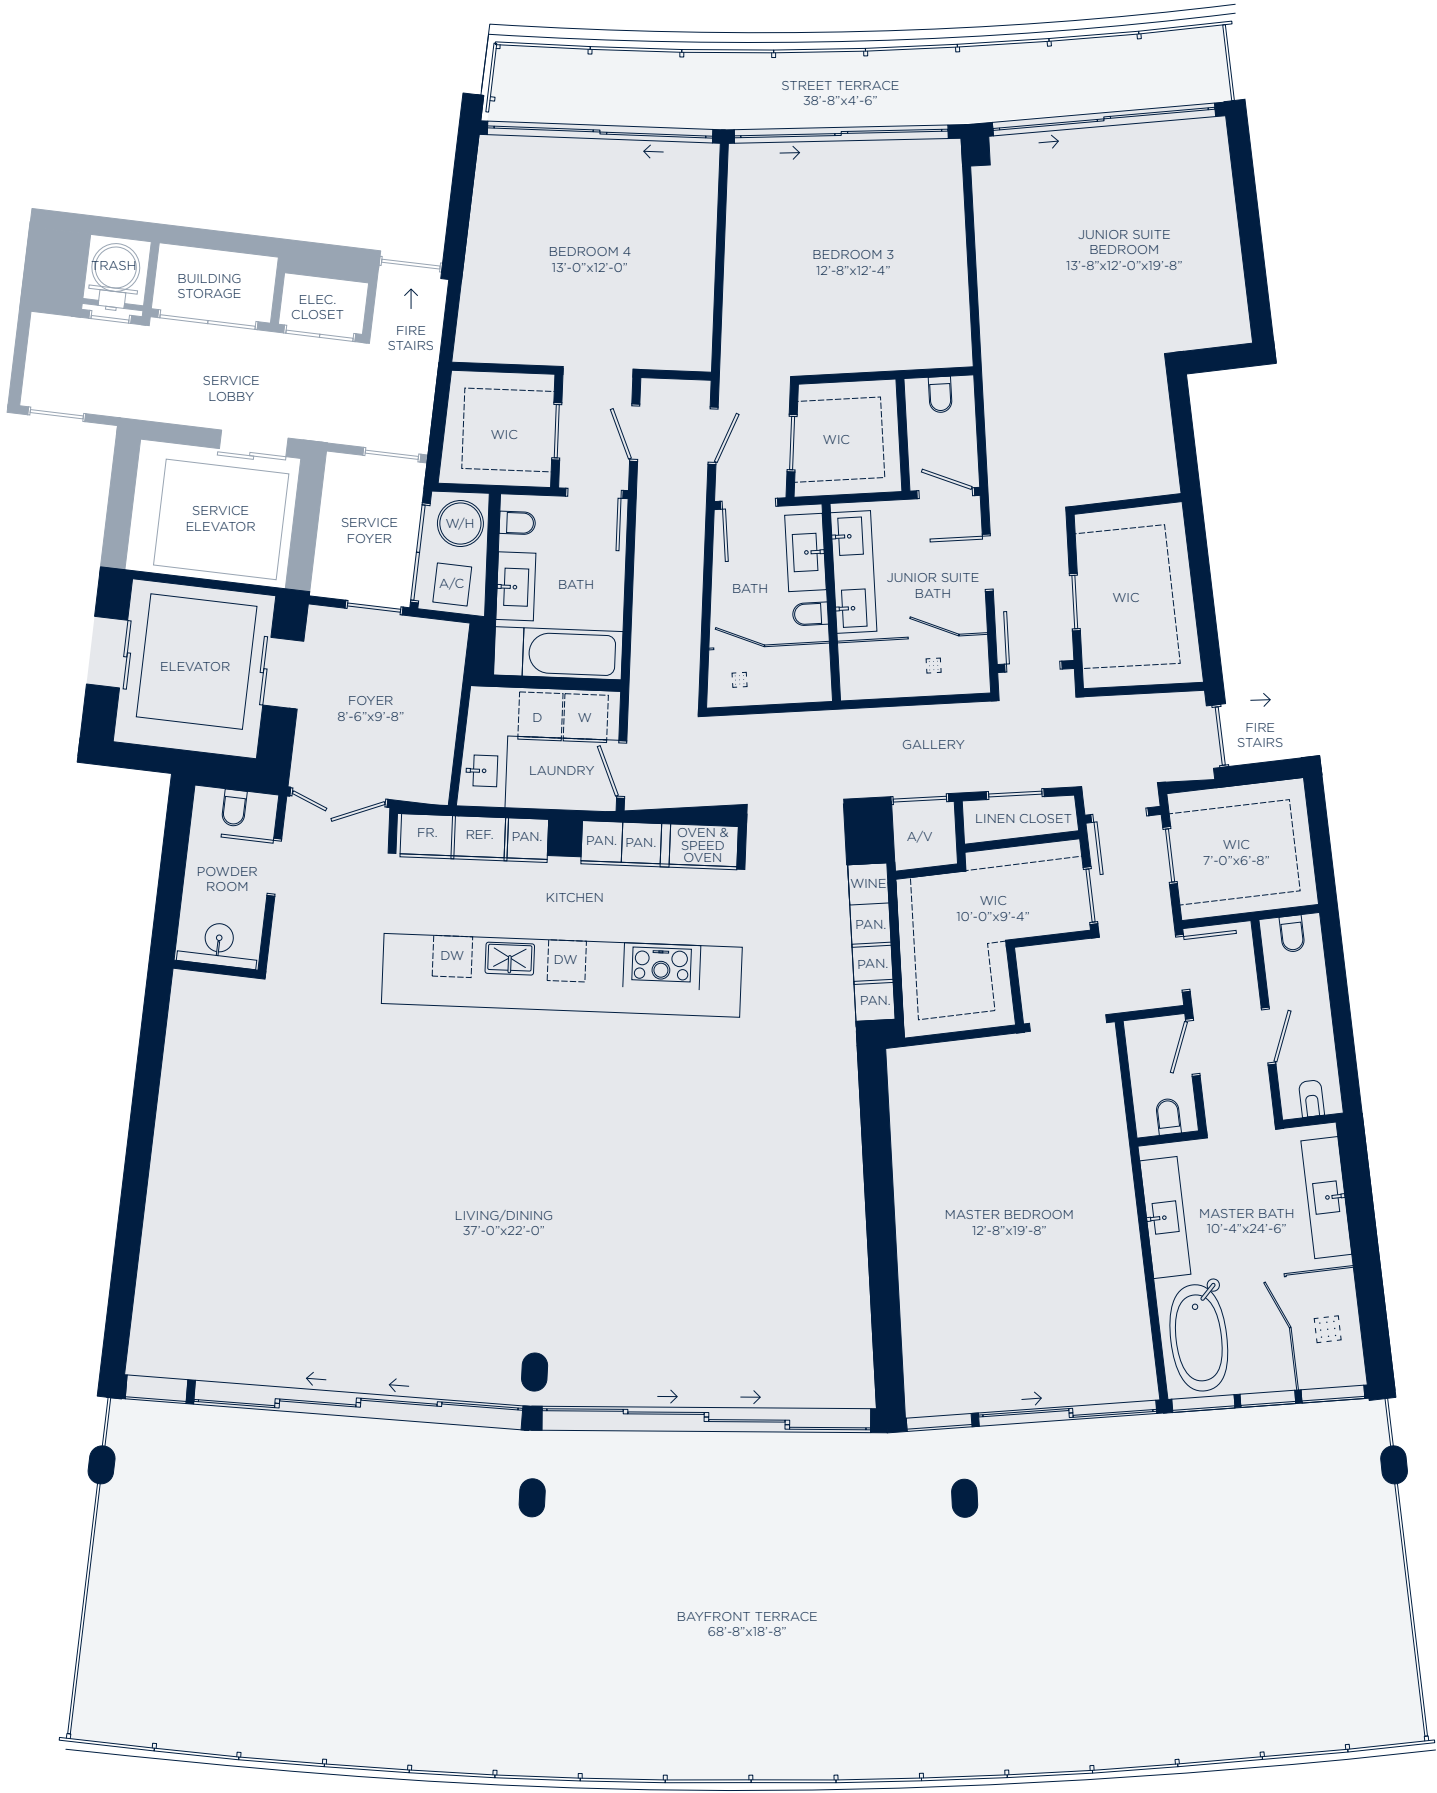 STREET TERRACE
38'-8"x4'-6"
BEDROOM 4
13'-0"x12'-0"
BEDROOM 3
12'-8"x12'-4"
JUNIOR SUITE
BEDROOM
13'-8"x12'-0"x19'-8"
TRASH
BUILDING
STORAGE
ELEC.
CLOSET
FIRE
STAIRS
SERVICE
LOBBY
WIC
WIC
SERVICE
ELEVATOR
SERVICE
FOYER
W/H
A/C
BATH
BATH
JUNIOR SUITE
BATH
WIC
ELEVATOR
FOYER
8'-6"x9'-8"
D
W
LAUNDRY
GALLERY
FIRE
STAIRS
FR.
REF.
PAN.
PAN.
PAN.
OVEN &
SPEED
OVEN
A/V
LINEN CLOSET
WIC
7'-0"x6'-8"
POWDER
ROOM
KITCHEN
WINE
PAN.
PAN.
PAN.
WIC
10'-0"x9'-4"
DW
DW
LIVING/DINING
37'-0"x22'-0"
MASTER BEDROOM
12'-8"x19'-8"
MASTER BATH
10'-4"x24'-6"
BAYFRONT TERRACE
68'-8"x18'-8"